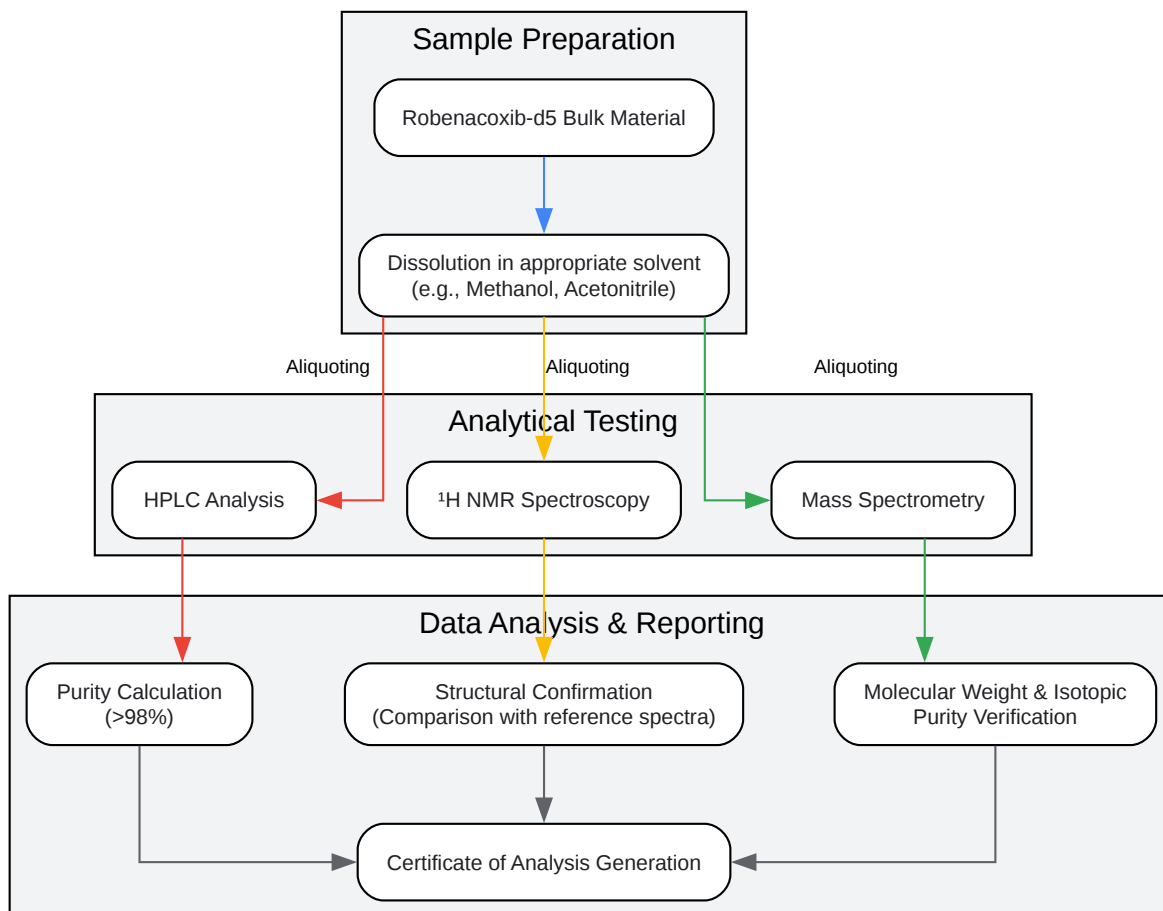 Sample Preparation
Robenacoxib-d5 Bulk Material
Dissolution in appropriate solvent
(e.g., Methanol, Acetonitrile)
Aliquoting
Aliquoting
Aliquoting
Analytical Testing
HPLC Analysis
¹H NMR Spectroscopy
Mass Spectrometry
Data Analysis & Reporting
Purity Calculation
(>98%)
Structural Confirmation
(Comparison with reference spectra)
Molecular Weight & Isotopic
Purity Verification
Certificate of Analysis Generation